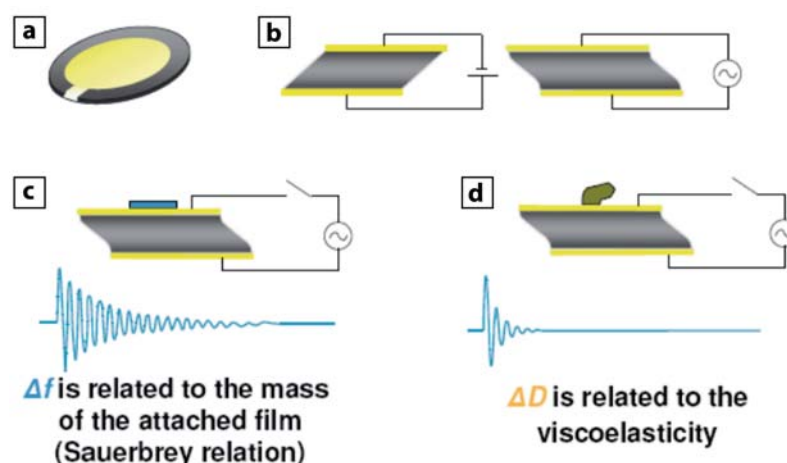 a
b
c
d
Δf is related to the mass
of the attached film
(Sauerbrey relation)
ΔD is related to the
viscoelasticity